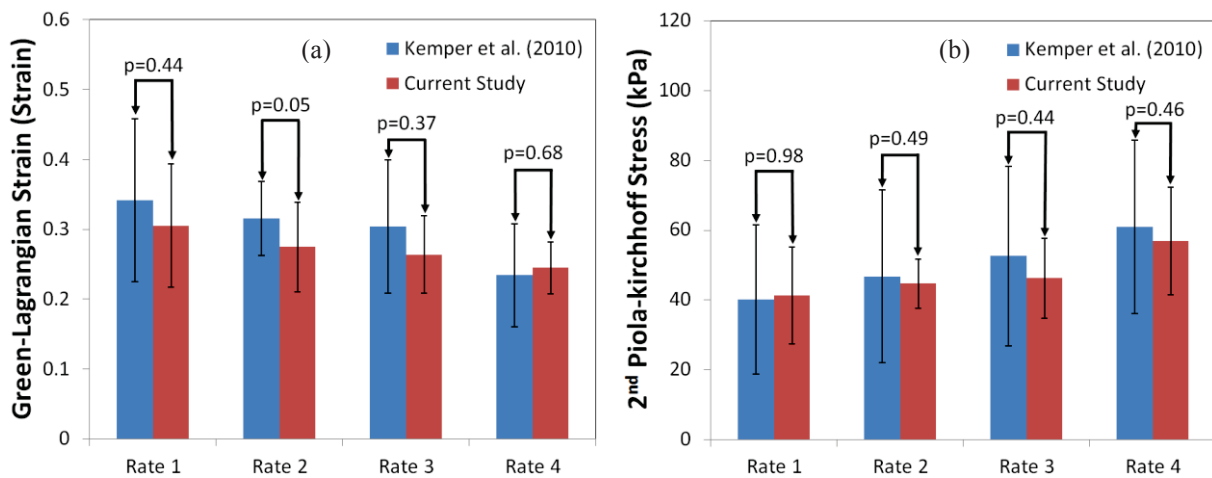 0.6
0.5
0.4
0.3
0.2
0.1
0
Green-Lagrangian Strain (Strain)
(a)
Kemper et al. (2010)
Current Study
p=0.44
p=0.05
p=0.37
p=0.68
Rate 1
Rate 2
Rate 3
Rate 4
120
100
80
60
40
20
0
2nd Piola-kirchhoff Stress (kPa)
(b)
Kemper et al. (2010)
Current Study
p=0.98
p=0.49
p=0.44
p=0.46
Rate 1
Rate 2
Rate 3
Rate 4